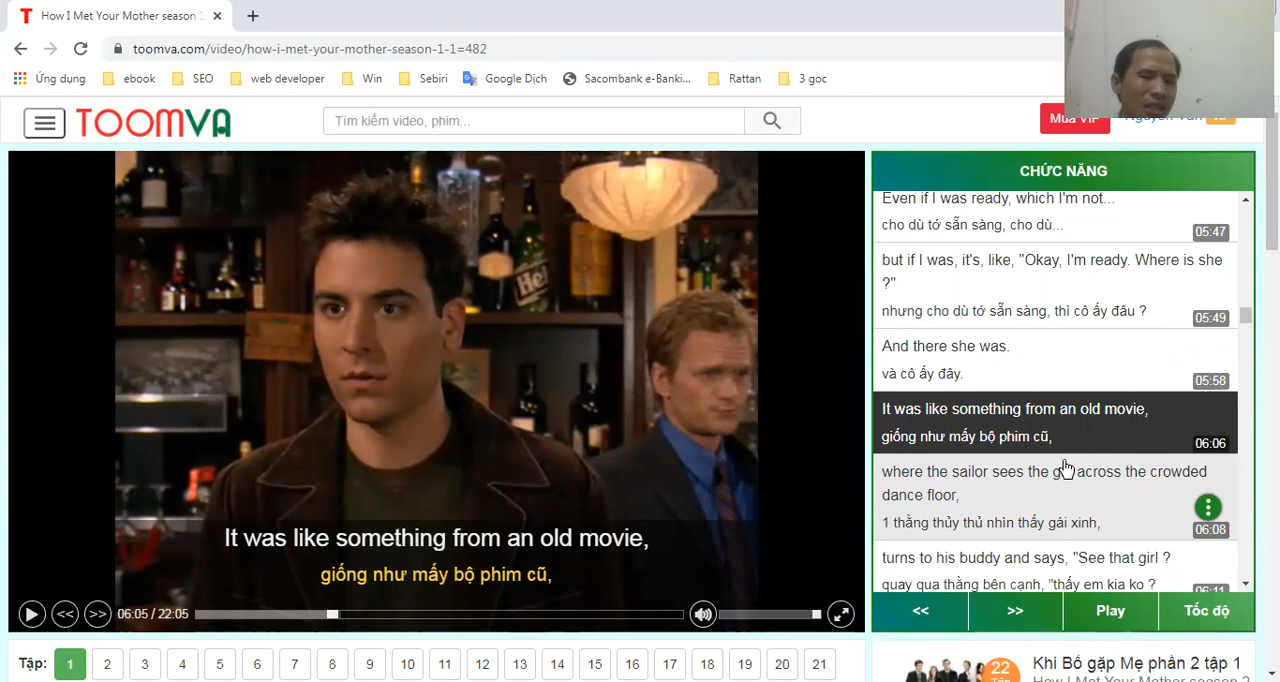 T How I Met Your Mother season 1
toomva.com/video/how-i-met-your-mother-season-1-1=482
Ứng dụng ebook SEO web developer Win Sebiri Google Dịch Sacombank e-Banki... Rattan 3 goc
TOOMVA
Tìm kiếm video, phim...
Mua VIP
CHỨC NĂNG
Even if I was ready, which I'm not...
cho dù tớ sẵn sàng, cho dù...
05:47
but if I was, it's, like, "Okay, I'm ready. Where is she
?"
nhưng cho dù tớ sẵn sàng, thì cô ấy đâu ?
05:49
And there she was.
và cô ấy đây.
05:58
It was like something from an old movie,
giống như mấy bộ phim cũ,
06:06
where the sailor sees the across the crowded
dance floor,
1 thằng thủy thủ nhìn thấy gái xinh,
06:08
turns to his buddy and says, "See that girl ?
quay qua thằng bên cạnh, "thấy em kia ko ?
06:11
<< >> Play Tốc độ
He
It was like something from an old movie,
giống như mấy bộ phim cũ,
<< >> 06:05 / 22:05
Tập: 1 2 3 4 5 6 7 8 9 10 11 12 13 14 15 16 17 18 19 20 21
22
Tập
Khi Bố gặp Mẹ phần 2 tập 1
How I Met Your Mother season 2